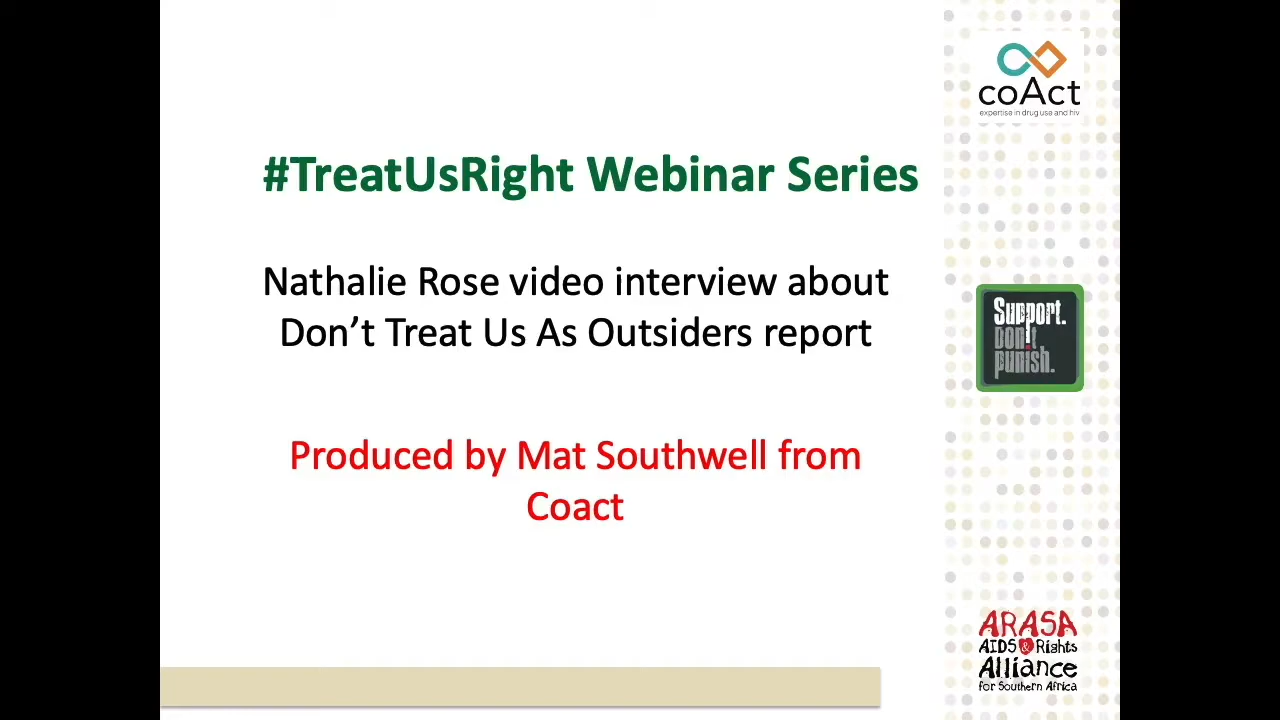 coAct
expertise in drug use and hiv
#TreatUsRight Webinar Series
Nathalie Rose video interview about
Don’t Treat Us As Outsiders report
Support.
Don't
punish.
Produced by Mat Southwell from
Coact
ARASA
AIDS & Rights
Alliance
for Southern Africa